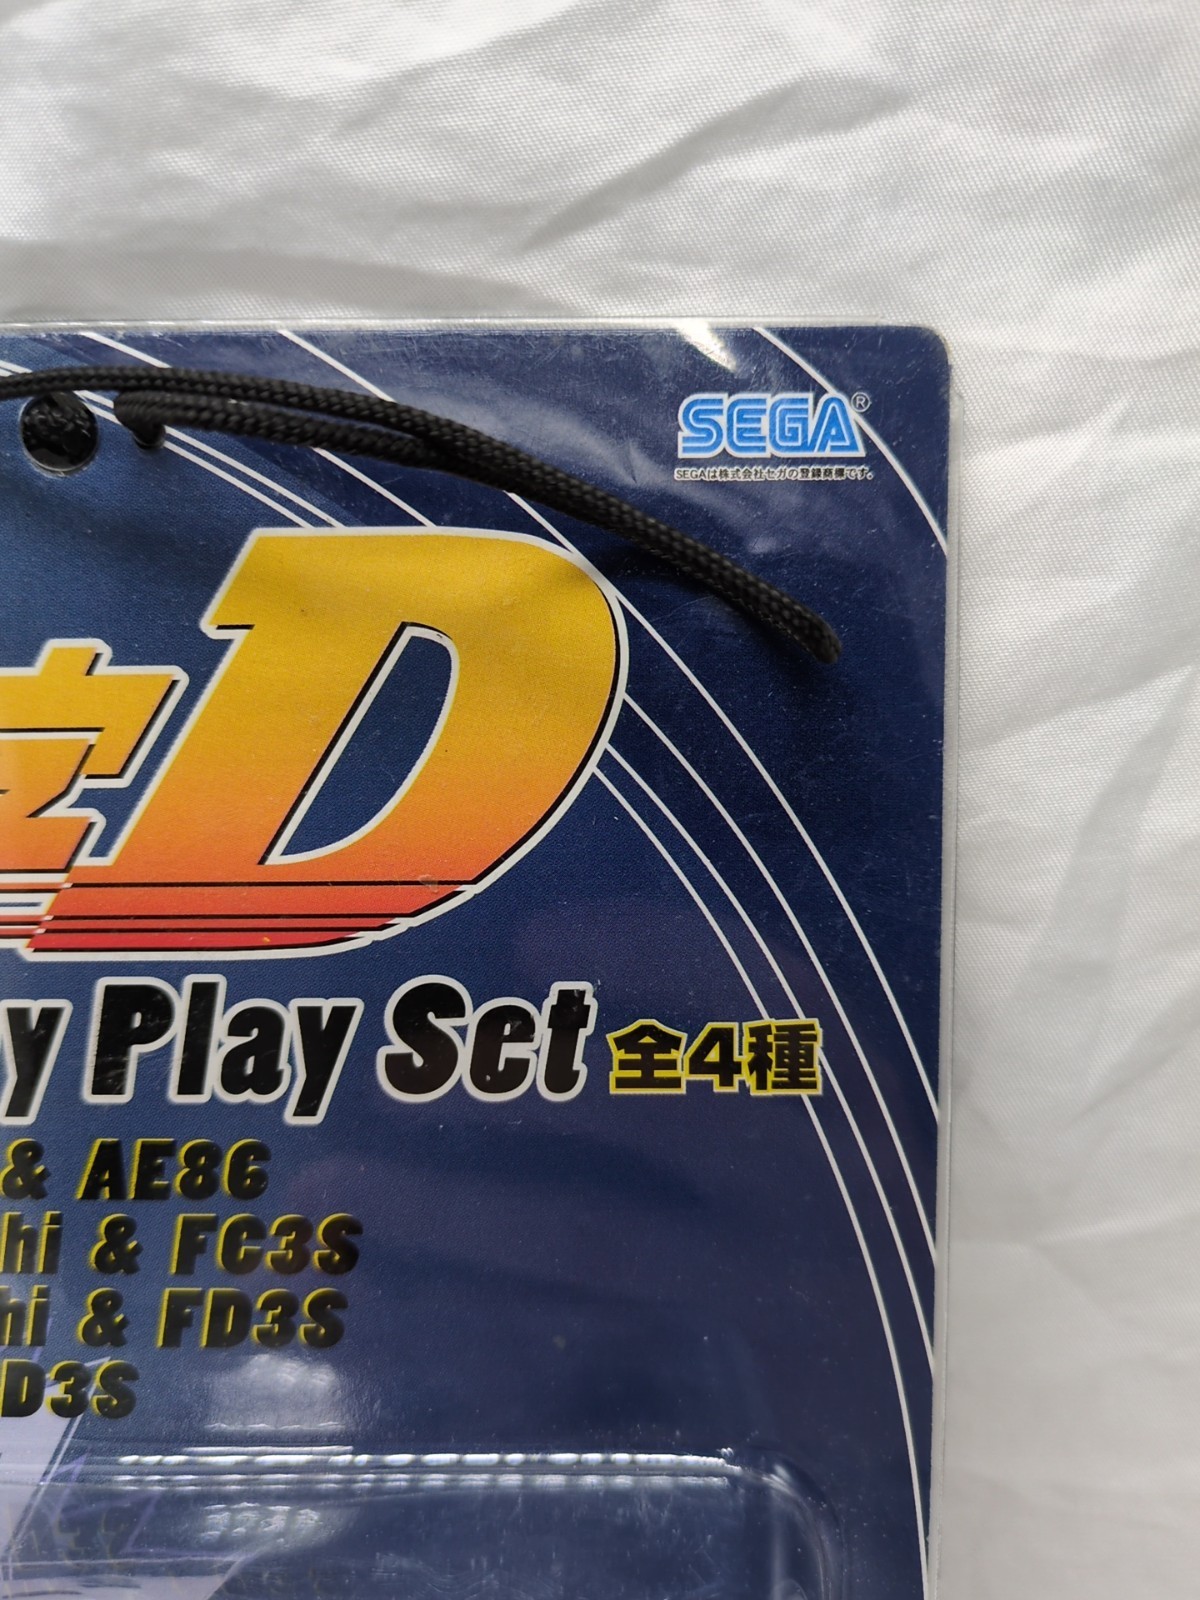 SEGA®
SEGAは株式会社セガの登録商標です。
D
y Play Set 全4種
& AE86
hi & FC3S
hi & FD3S
D3S